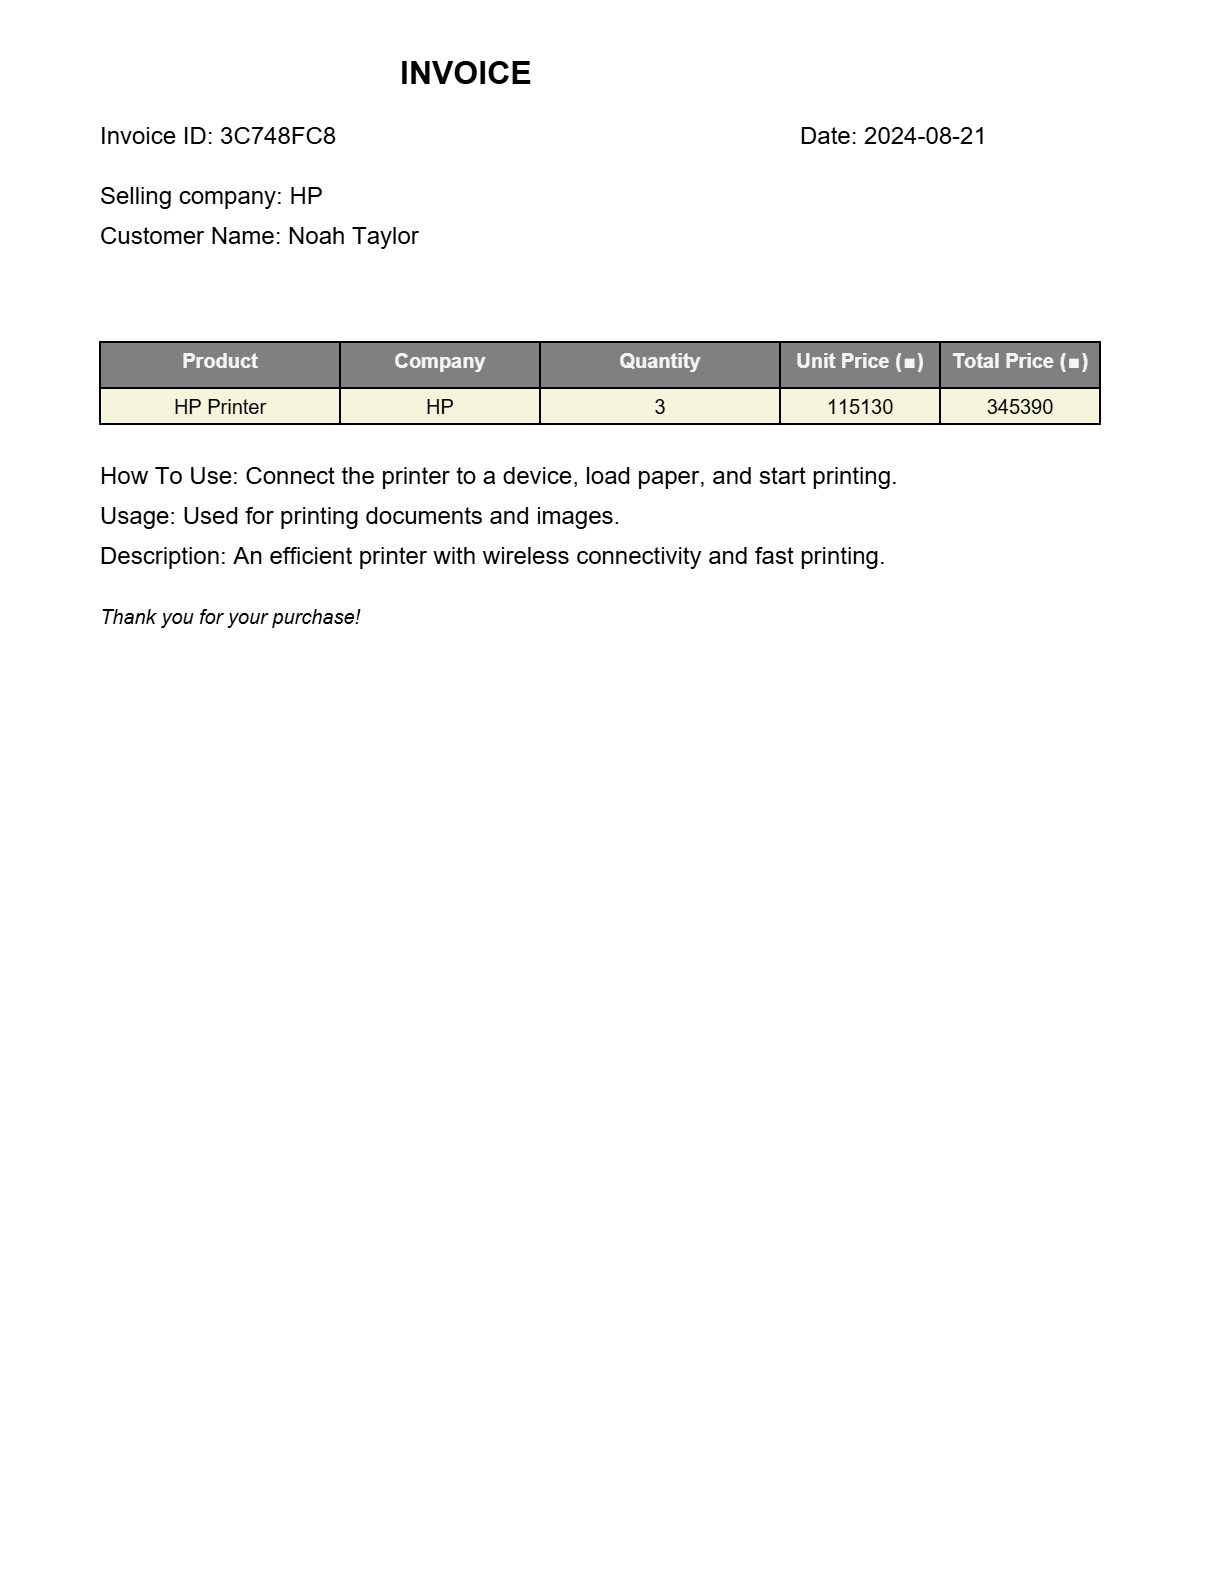 INVOICE
Invoice ID: 3C748FC8 Date: 2024-08-21
Selling company: HP
Customer Name: Noah Taylor
Product Company Quantity Unit Price (■) Total Price (■)
HP Printer HP 3 115130 345390
How To Use: Connect the printer to a device, load paper, and start printing.
Usage: Used for printing documents and images.
Description: An efficient printer with wireless connectivity and fast printing.
Thank you for your purchase!